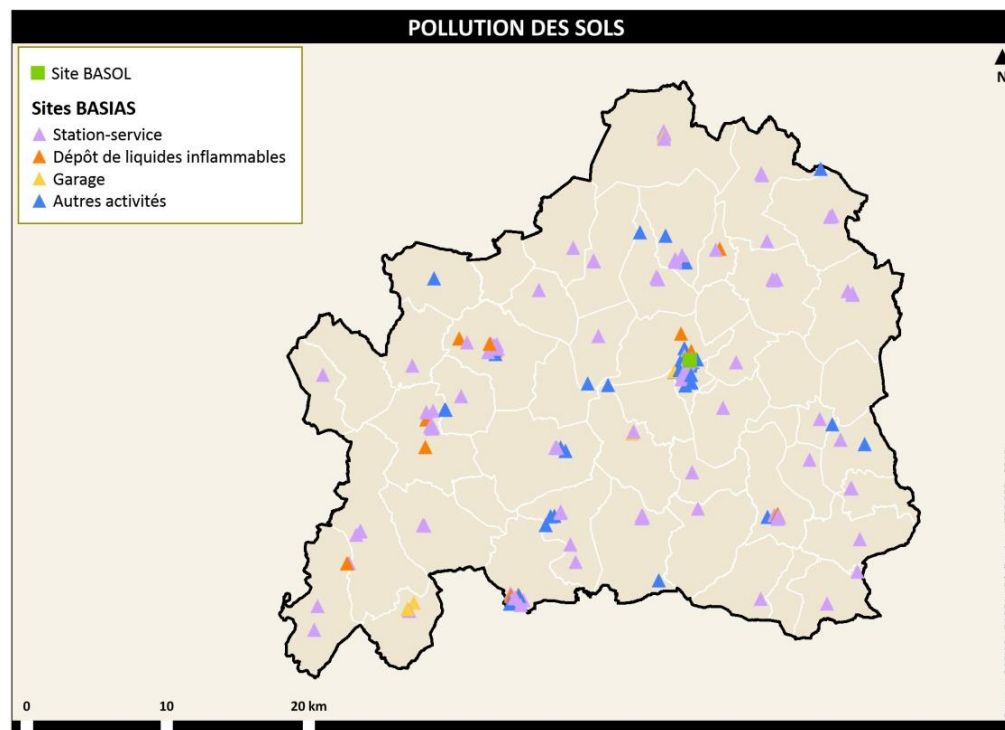 POLLUTION DES SOLS
Site BASOL
Sites BASIAS
Station-service
Dépôt de liquides inflammables
Garage
Autres activités
N
0 10 20 km